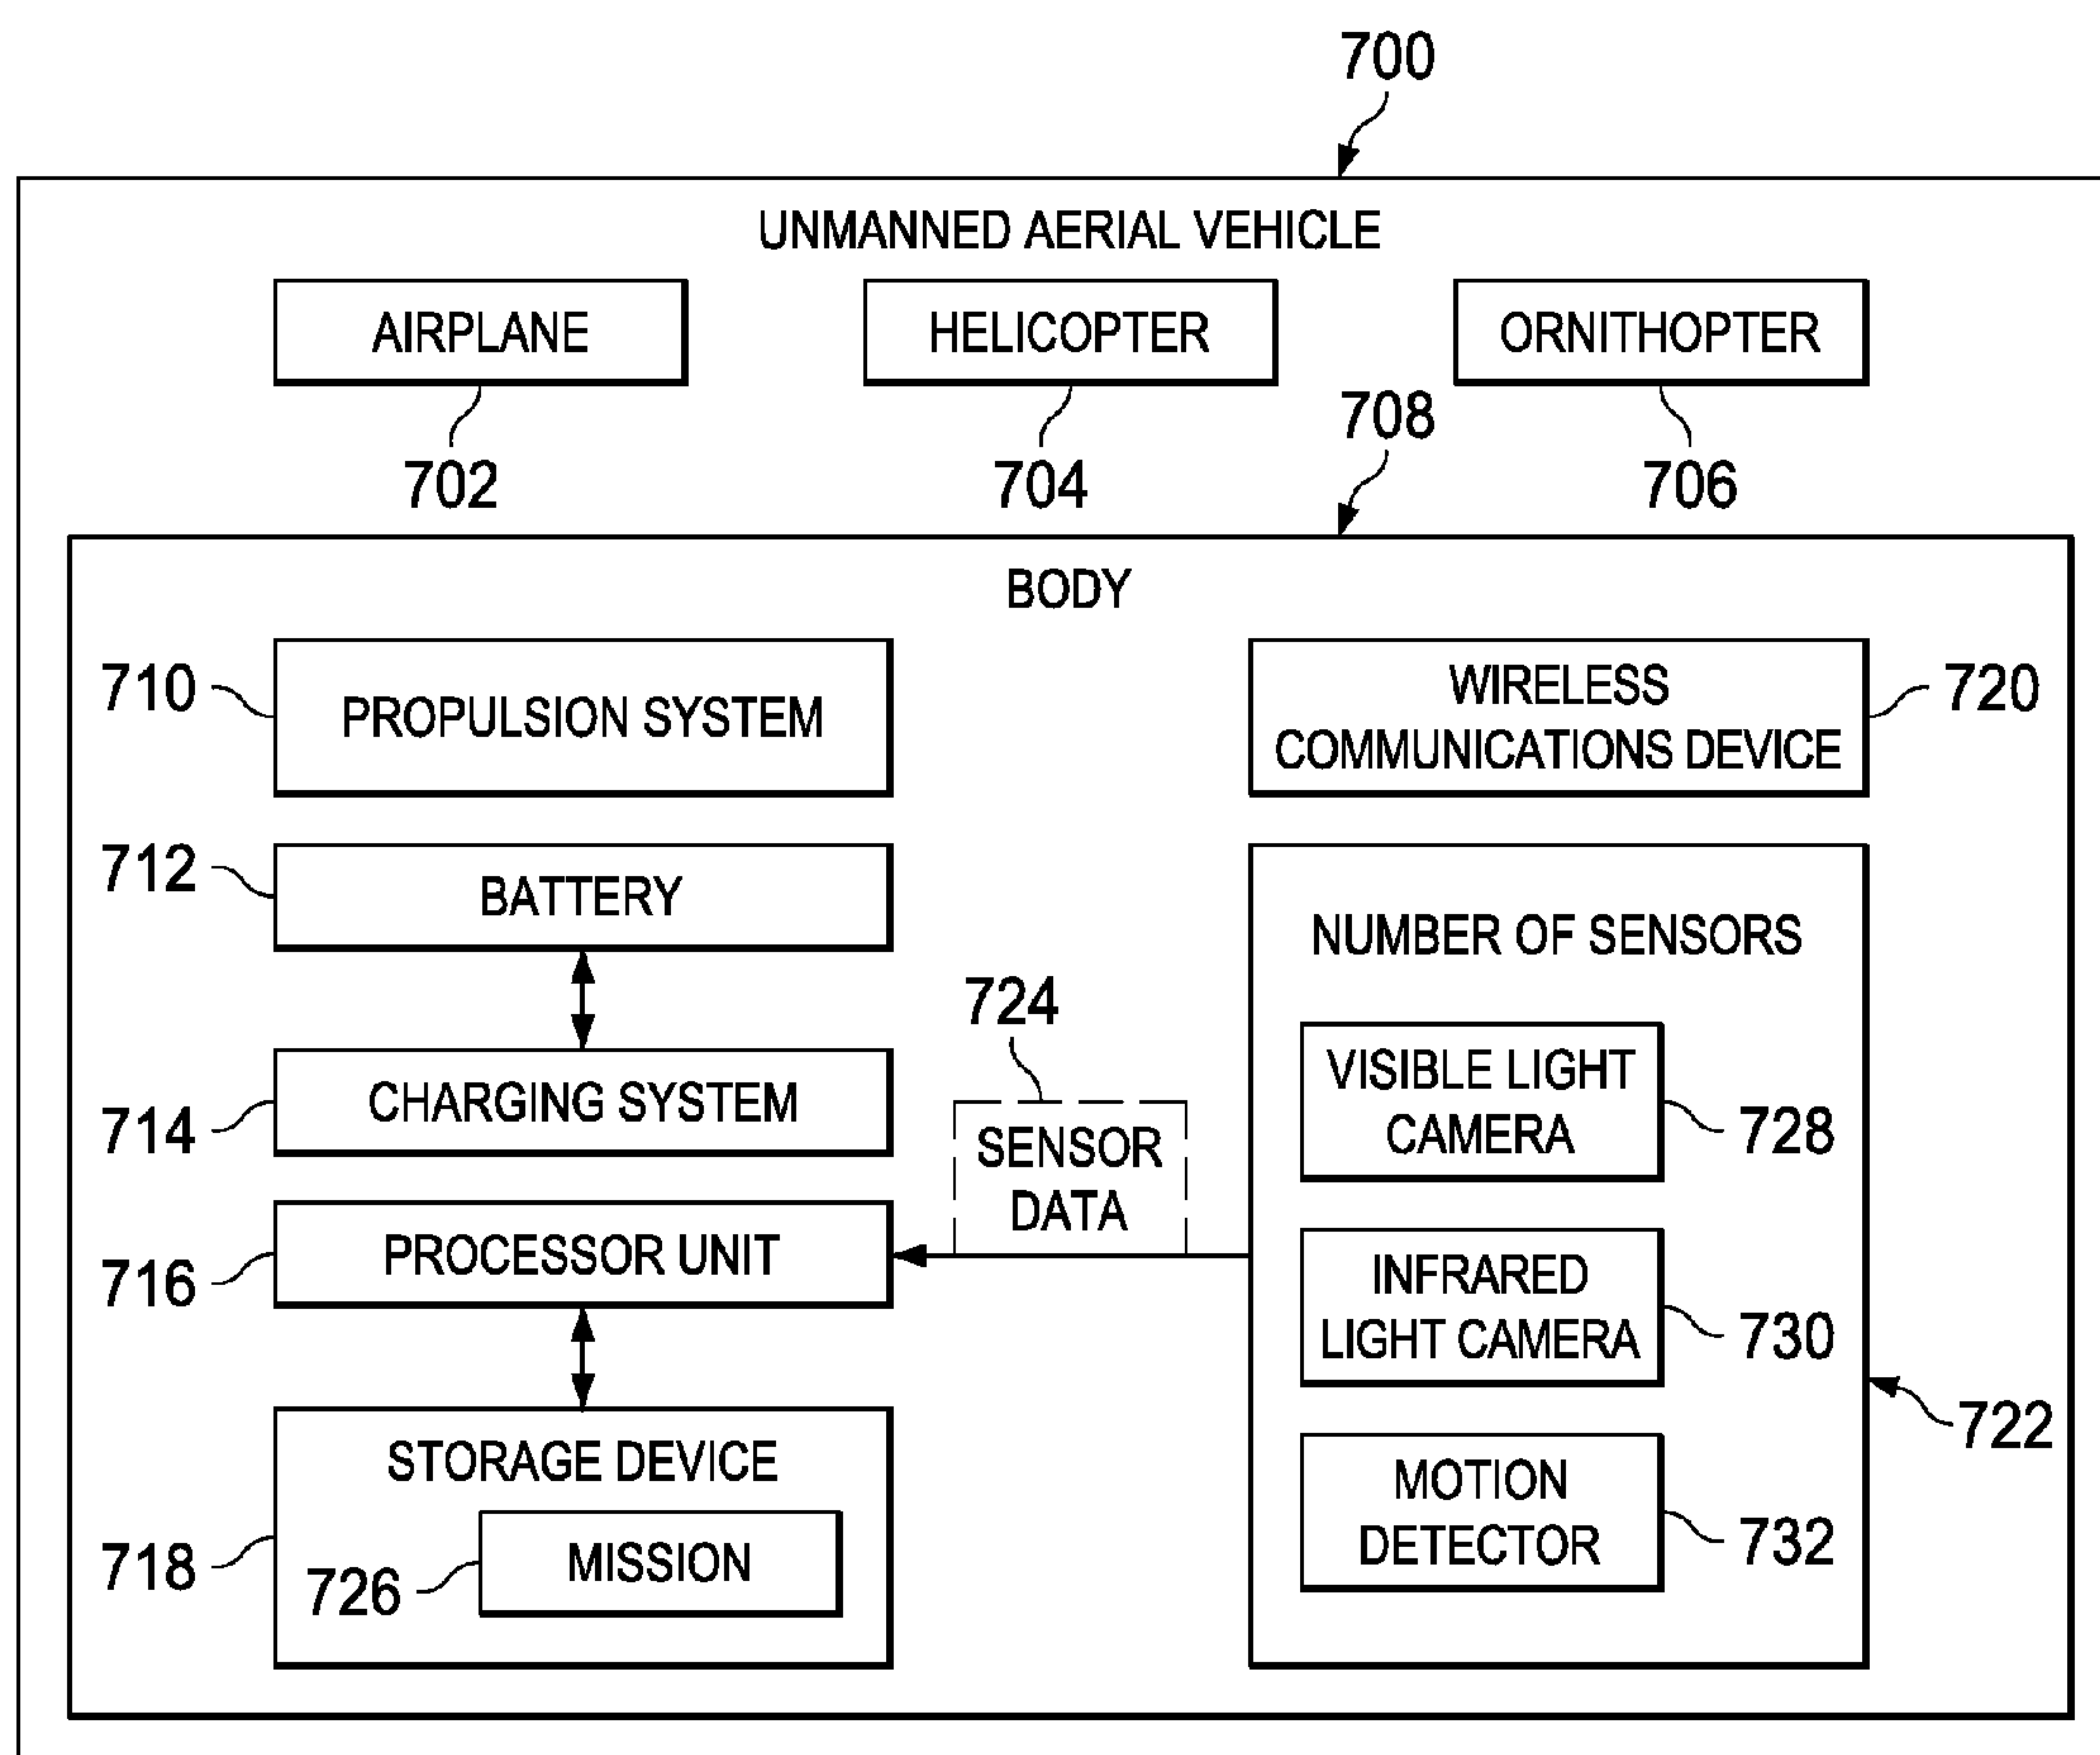 700
UNMANNED AERIAL VEHICLE
AIRPLANE
HELICOPTER
ORNITHOPTER
702
704
708
706
BODY
710
PROPULSION SYSTEM
WIRELESS
COMMUNICATIONS DEVICE
720
712
BATTERY
NUMBER OF SENSORS
724
VISIBLE LIGHT
CAMERA
728
714
CHARGING SYSTEM
SENSOR
DATA
716
PROCESSOR UNIT
INFRARED
LIGHT CAMERA
730
722
STORAGE DEVICE
718
726
MISSION
MOTION
DETECTOR
732